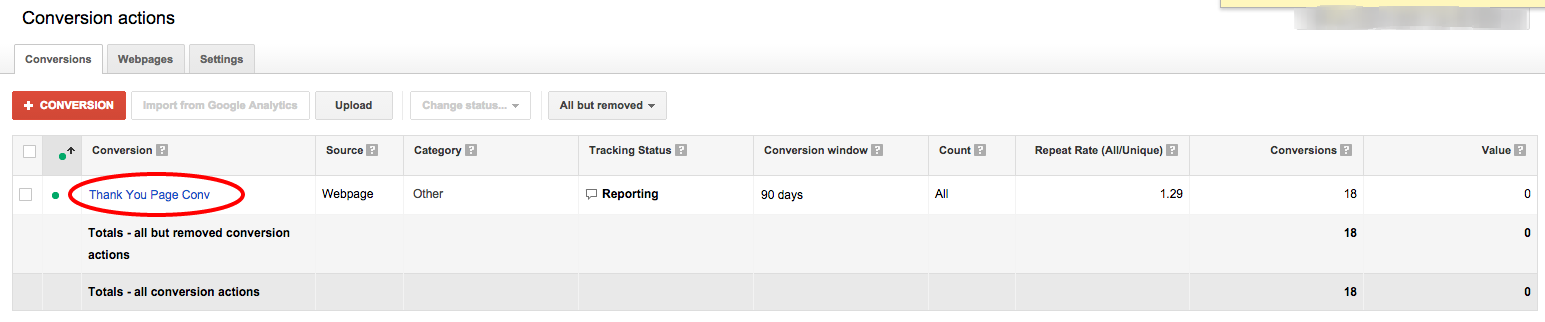 Conversion actions
Conversions Webpages Settings
+ CONVERSION Import from Google Analytics Upload Change status... All but removed
Conversion ? Source ? Category ? Tracking Status ? Conversion window ? Count ? Repeat Rate (All/Unique) ? Conversions ? Value ?
Thank You Page Conv Webpage Other Reporting 90 days All 1.29 18 0
Totals - all but removed conversion 18 0
actions
Totals - all conversion actions 18 0